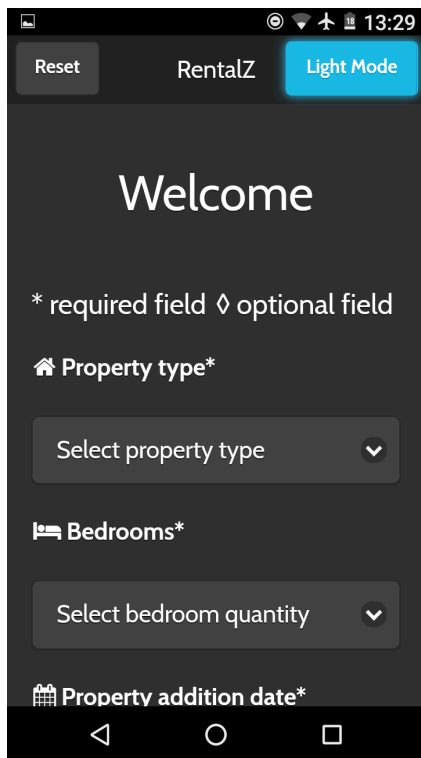 18 13:29
Reset RentalZ Light Mode
Welcome
* required field ◊ optional field
Property type*
Select property type
Bedrooms*
Select bedroom quantity
Property addition date*